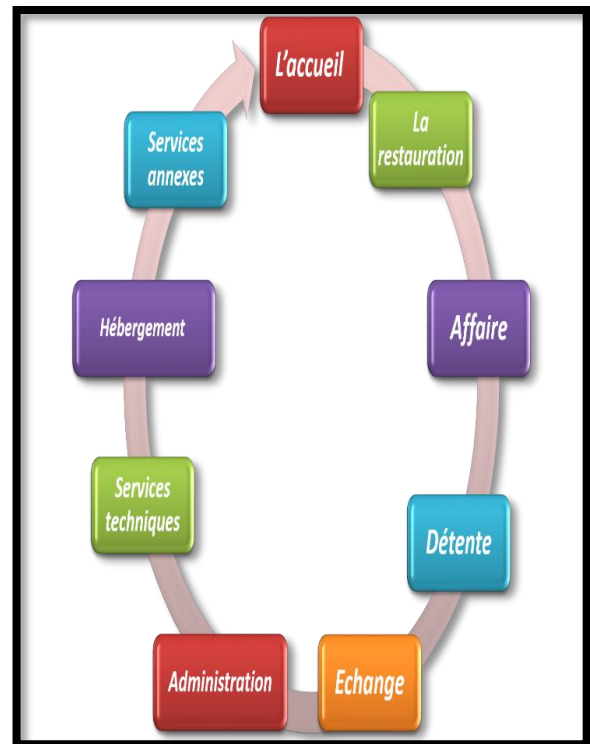 L'accueil
La
restauration
Affaire
Détente
Echange
Administration
Services
techniques
Hébergement
Services
annexes